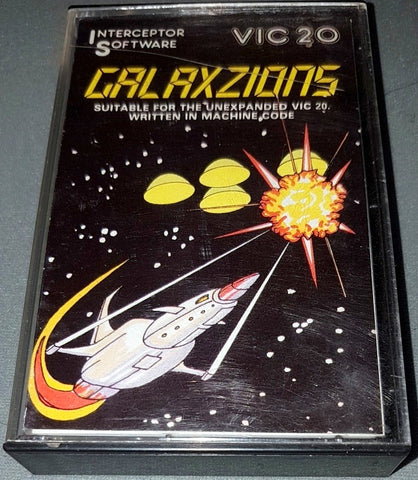 INTERCEPTOR
SOFTWARE
VIC 20
GALAXZIONS
SUITABLE FOR THE UNEXPANDED VIC 20.
WRITTEN IN MACHINE CODE